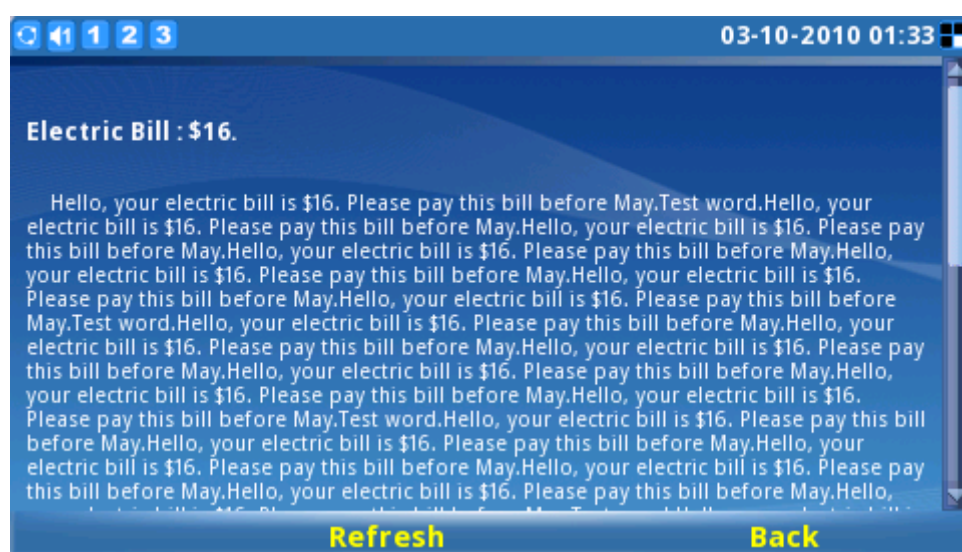 1 1 2 3 03-10-2010 01:33
Electric Bill : $16.
Hello, your electric bill is $16. Please pay this bill before May.Test word.Hello, your
electric bill is $16. Please pay this bill before May.Hello, your electric bill is $16. Please pay
this bill before May.Hello, your electric bill is $16. Please pay this bill before May.Hello,
your electric bill is $16. Please pay this bill before May.Hello, your electric bill is $16.
Please pay this bill before May.Hello, your electric bill is $16. Please pay this bill before
May.Test word.Hello, your electric bill is $16. Please pay this bill before May.Hello, your
electric bill is $16. Please pay this bill before May.Hello, your electric bill is $16. Please pay
this bill before May.Hello, your electric bill is $16. Please pay this bill before May.Hello,
your electric bill is $16. Please pay this bill before May.Hello, your electric bill is $16.
Please pay this bill before May.Test word.Hello, your electric bill is $16. Please pay this bill
before May.Hello, your electric bill is $16. Please pay this bill before May.Hello, your
electric bill is $16. Please pay this bill before May.Hello, your electric bill is $16. Please pay
this bill before May.Hello, your electric bill is $16. Please pay this bill before May.Hello,
Refresh Back